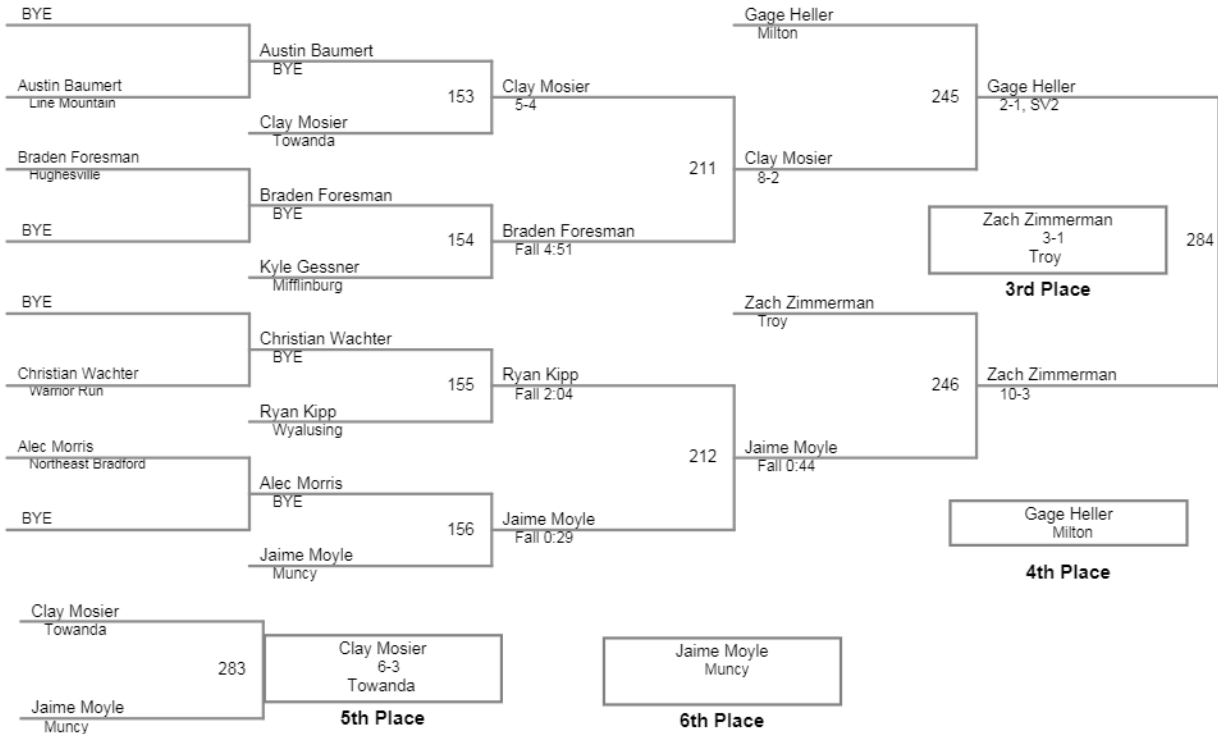 BYE
Austin Baumert
BYE
Austin Baumert
Line Mountain
153
Clay Mosier
Towanda
Clay Mosier
5-4
Braden Foresman
Hughesville
Braden Foresman
BYE
BYE
154
Kyle Gessner
Mifflinburg
Braden Foresman
Fall 4:51
211
Clay Mosier
8-2
Gage Heller
Milton
245
Gage Heller
2-1, SV2
BYE
Christian Wachter
BYE
Christian Wachter
Warrior Run
155
Ryan Kipp
Wyalusing
Ryan Kipp
Fall 2:04
Alec Morris
Northeast Bradford
Alec Morris
BYE
BYE
156
Jaime Moyle
Muncy
Jaime Moyle
Fall 0:29
212
Jaime Moyle
Fall 0:44
Zach Zimmerman
Troy
246
Zach Zimmerman
10-3
284
Zach Zimmerman
3-1
Troy
3rd Place
Gage Heller
Milton
4th Place
Clay Mosier
Towanda
283
Jaime Moyle
Muncy
Clay Mosier
6-3
Towanda
5th Place
Jaime Moyle
Muncy
6th Place